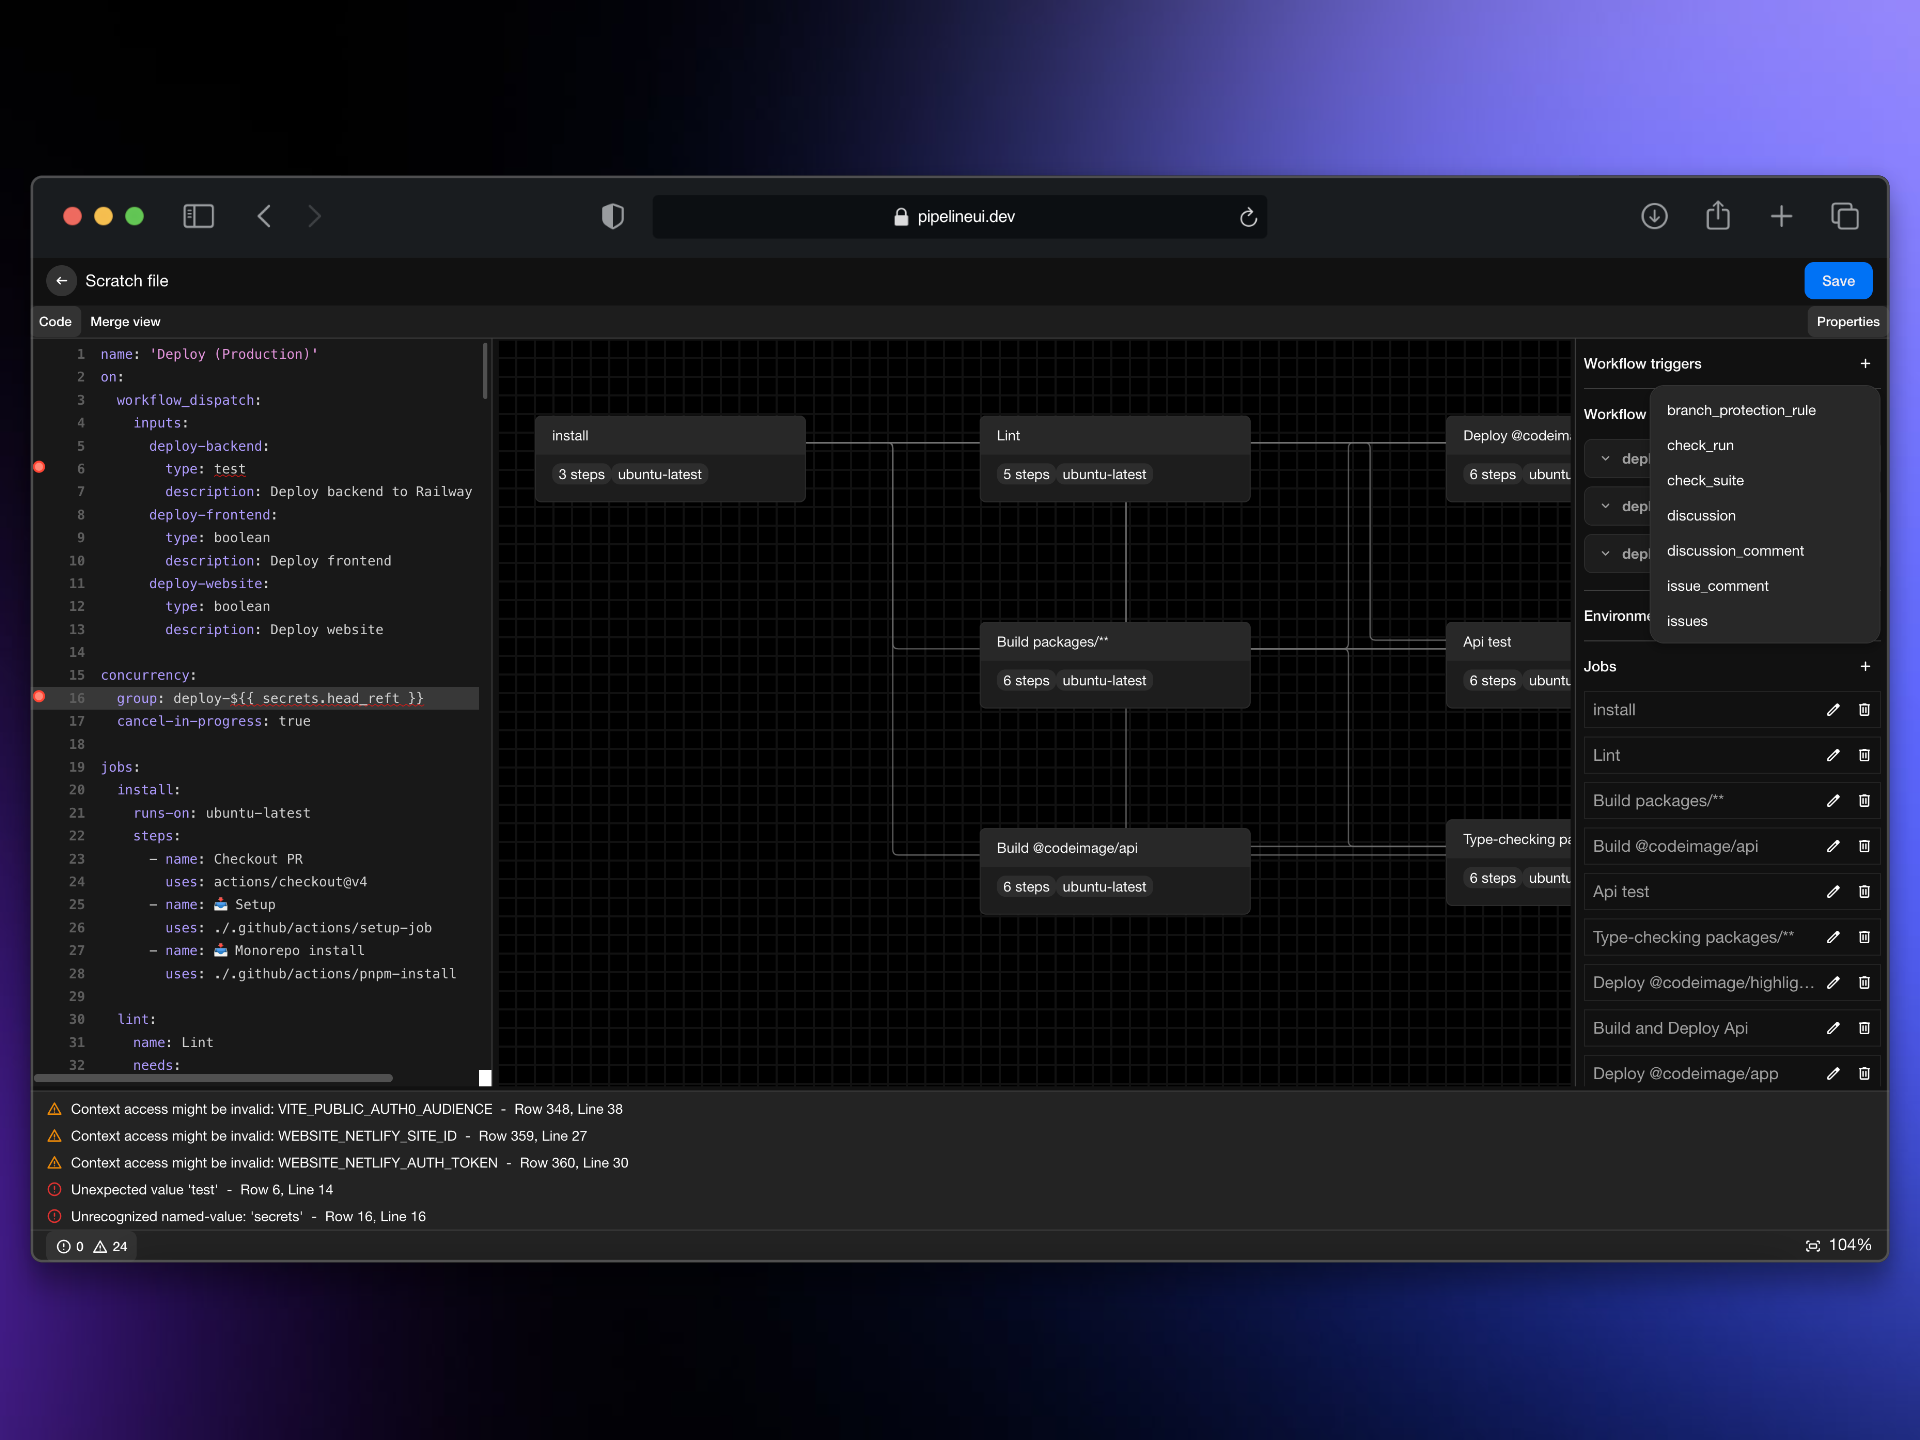 pipelineui.dev
Scratch file
Save
Code
Merge view
Properties
1 name: 'Deploy (Production)'
2 on:
3 workflow_dispatch:
4 inputs:
5 deploy-backend:
6 type: test
7 description: Deploy backend to Railway
8 deploy-frontend:
9 type: boolean
10 description: Deploy frontend
11 deploy-website:
12 type: boolean
13 description: Deploy website
14
15 concurrency:
16 group: deploy-${{ secrets.head_reft }}
17 cancel-in-progress: true
18
19 jobs:
20 install:
21 runs-on: ubuntu-latest
22 steps:
23 - name: Checkout PR
24 uses: actions/checkout@v4
25 - name: 📥 Setup
26 uses: ./.github/actions/setup-job
27 - name: 📥 Monorepo install
28 uses: ./.github/actions/pnpm-install
29
30 lint:
31 name: Lint
32 needs:
install
3 steps ubuntu-latest
Lint
5 steps ubuntu-latest
Build packages/**
6 steps ubuntu-latest
Build @codeimage/api
6 steps ubuntu-latest
Deploy @codeim
6 steps ubuntu
Api test
6 steps ubuntu
Type-checking pa
6 steps ubuntu
Workflow triggers
Workflow
depl
depl
depl
Environme
branch_protection_rule
check_run
check_suite
discussion
discussion_comment
issue_comment
issues
Jobs
install
Lint
Build packages/**
Build @codeimage/api
Api test
Type-checking packages/**
Deploy @codeimage/highlig...
Build and Deploy Api
Deploy @codeimage/app
Context access might be invalid: VITE_PUBLIC_AUTH0_AUDIENCE - Row 348, Line 38
Context access might be invalid: WEBSITE_NETLIFY_SITE_ID - Row 359, Line 27
Context access might be invalid: WEBSITE_NETLIFY_AUTH_TOKEN - Row 360, Line 30
Unexpected value 'test' - Row 6, Line 14
Unrecognized named-value: 'secrets' - Row 16, Line 16
0 24
104%